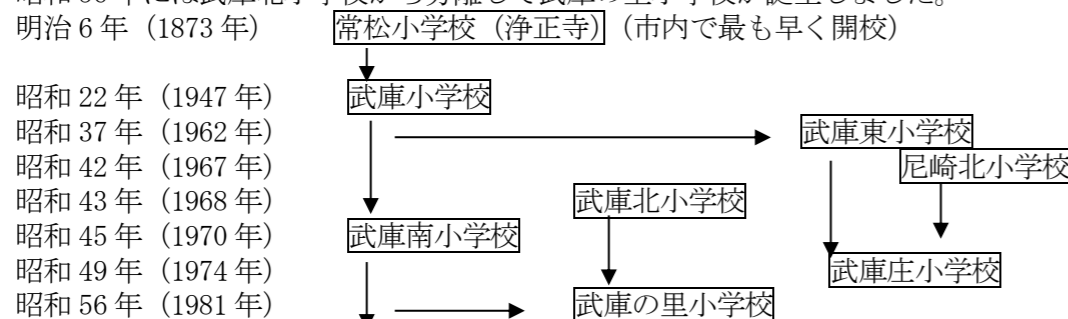 昭和 56 年には武庫北小学校から分離して武庫の里小学校が誕生しました。
明治 6 年（1873 年） 常松小学校（浄正寺）（市内で最も早く開校）
昭和 22 年（1947 年） 武庫小学校
昭和 37 年（1962 年） 武庫東小学校
昭和 42 年（1967 年） 尼崎北小学校
昭和 43 年（1968 年） 武庫北小学校
昭和 45 年（1970 年） 武庫南小学校
昭和 49 年（1974 年） 武庫庄小学校
昭和 56 年（1981 年） 武庫の里小学校